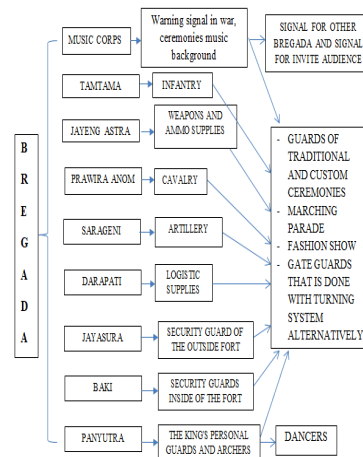 BREGADA
MUSIC CORPS
Warning signal in war,
ceremonies music
background
SIGNAL FOR OTHER
BREGADA AND SIGNAL
FOR INVITE AUDIENCE
TAMTAMA
INFANTRY
JAYENG ASTRA
WEAPONS AND
AMMO SUPPLIES
PRAWIRA ANOM
CAVALRY
SARAGENI
ARTILLERY
DARAPATI
LOGISTIC
SUPPLIES
JAYASURA
SECURITY GUARD OF
THE OUTSIDE FORT
BAKI
SECURITY GUARDS
INSIDE OF THE FORT
PANYUTRA
THE KING'S PERSONAL
GUARDS AND ARCHERS
DANCERS
- GUARDS OF
TRADITIONAL
AND CUSTOM
CEREMONIES
- MARCHING
PARADE
- FASHION SHOW
- GATE GUARDS
THAT IS DONE
WITH TURNING
SYSTEM
ALTERNATIVELY